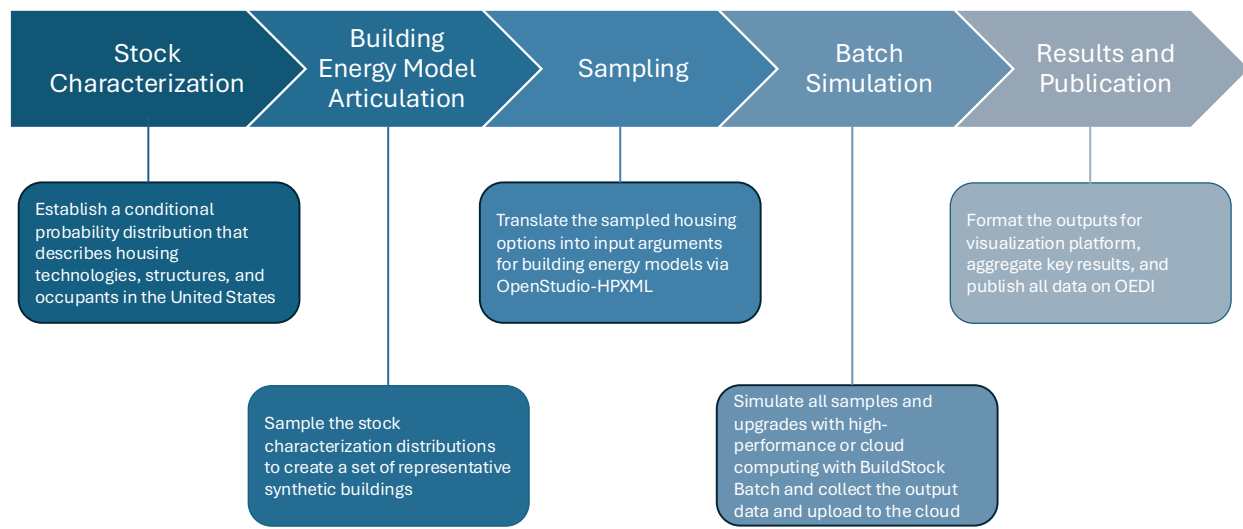 Stock
Characterization
Building
Energy Model
Articulation
Sampling
Batch
Simulation
Results and
Publication
Establish a conditional
probability distribution that
describes housing
technologies, structures, and
occupants in the United States
Translate the sampled housing
options into input arguments
for building energy models via
OpenStudio-HPXML
Format the outputs for
visualization platform,
aggregate key results, and
publish all data on OEDI
Sample the stock
characterization distributions
to create a set of representative
synthetic buildings
Simulate all samples and
upgrades with high-
performance or cloud
computing with BuildStock
Batch and collect the output
data and upload to the cloud